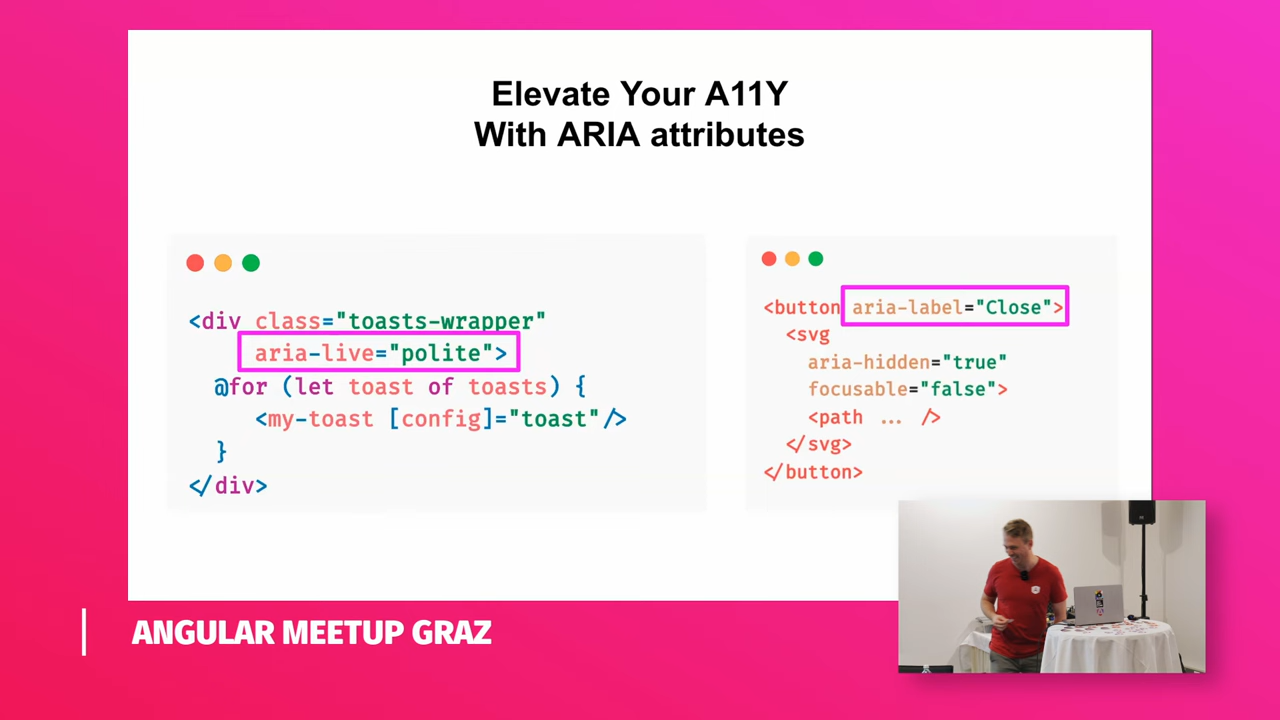 Elevate Your A11Y
With ARIA attributes
<div class="toasts-wrapper"
aria-live="polite">
@for (let toast of toasts) {
<my-toast [config]="toast"/>
}
</div>
<button aria-label="Close">
<svg
aria-hidden="true"
focusable="false">
<path ... />
</svg>
</button>
ANGULAR MEETUP GRAZ